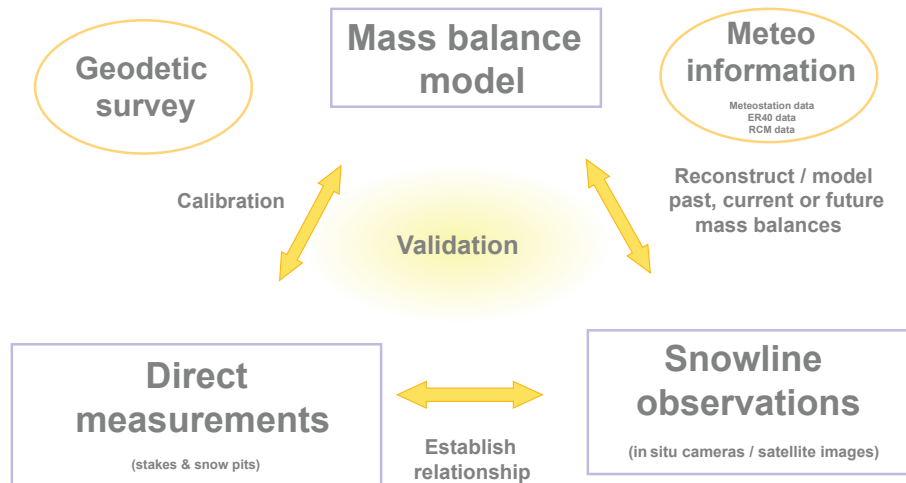 Geodetic
survey
Mass balance
model
Meteo
information
Meteostation data
ER40 data
RCM data
Calibration
Reconstruct / model
past, current or future
mass balances
Validation
Direct
measurements
(stakes & snow pits)
Establish
relationship
Snowline
observations
(in situ cameras / satellite images)